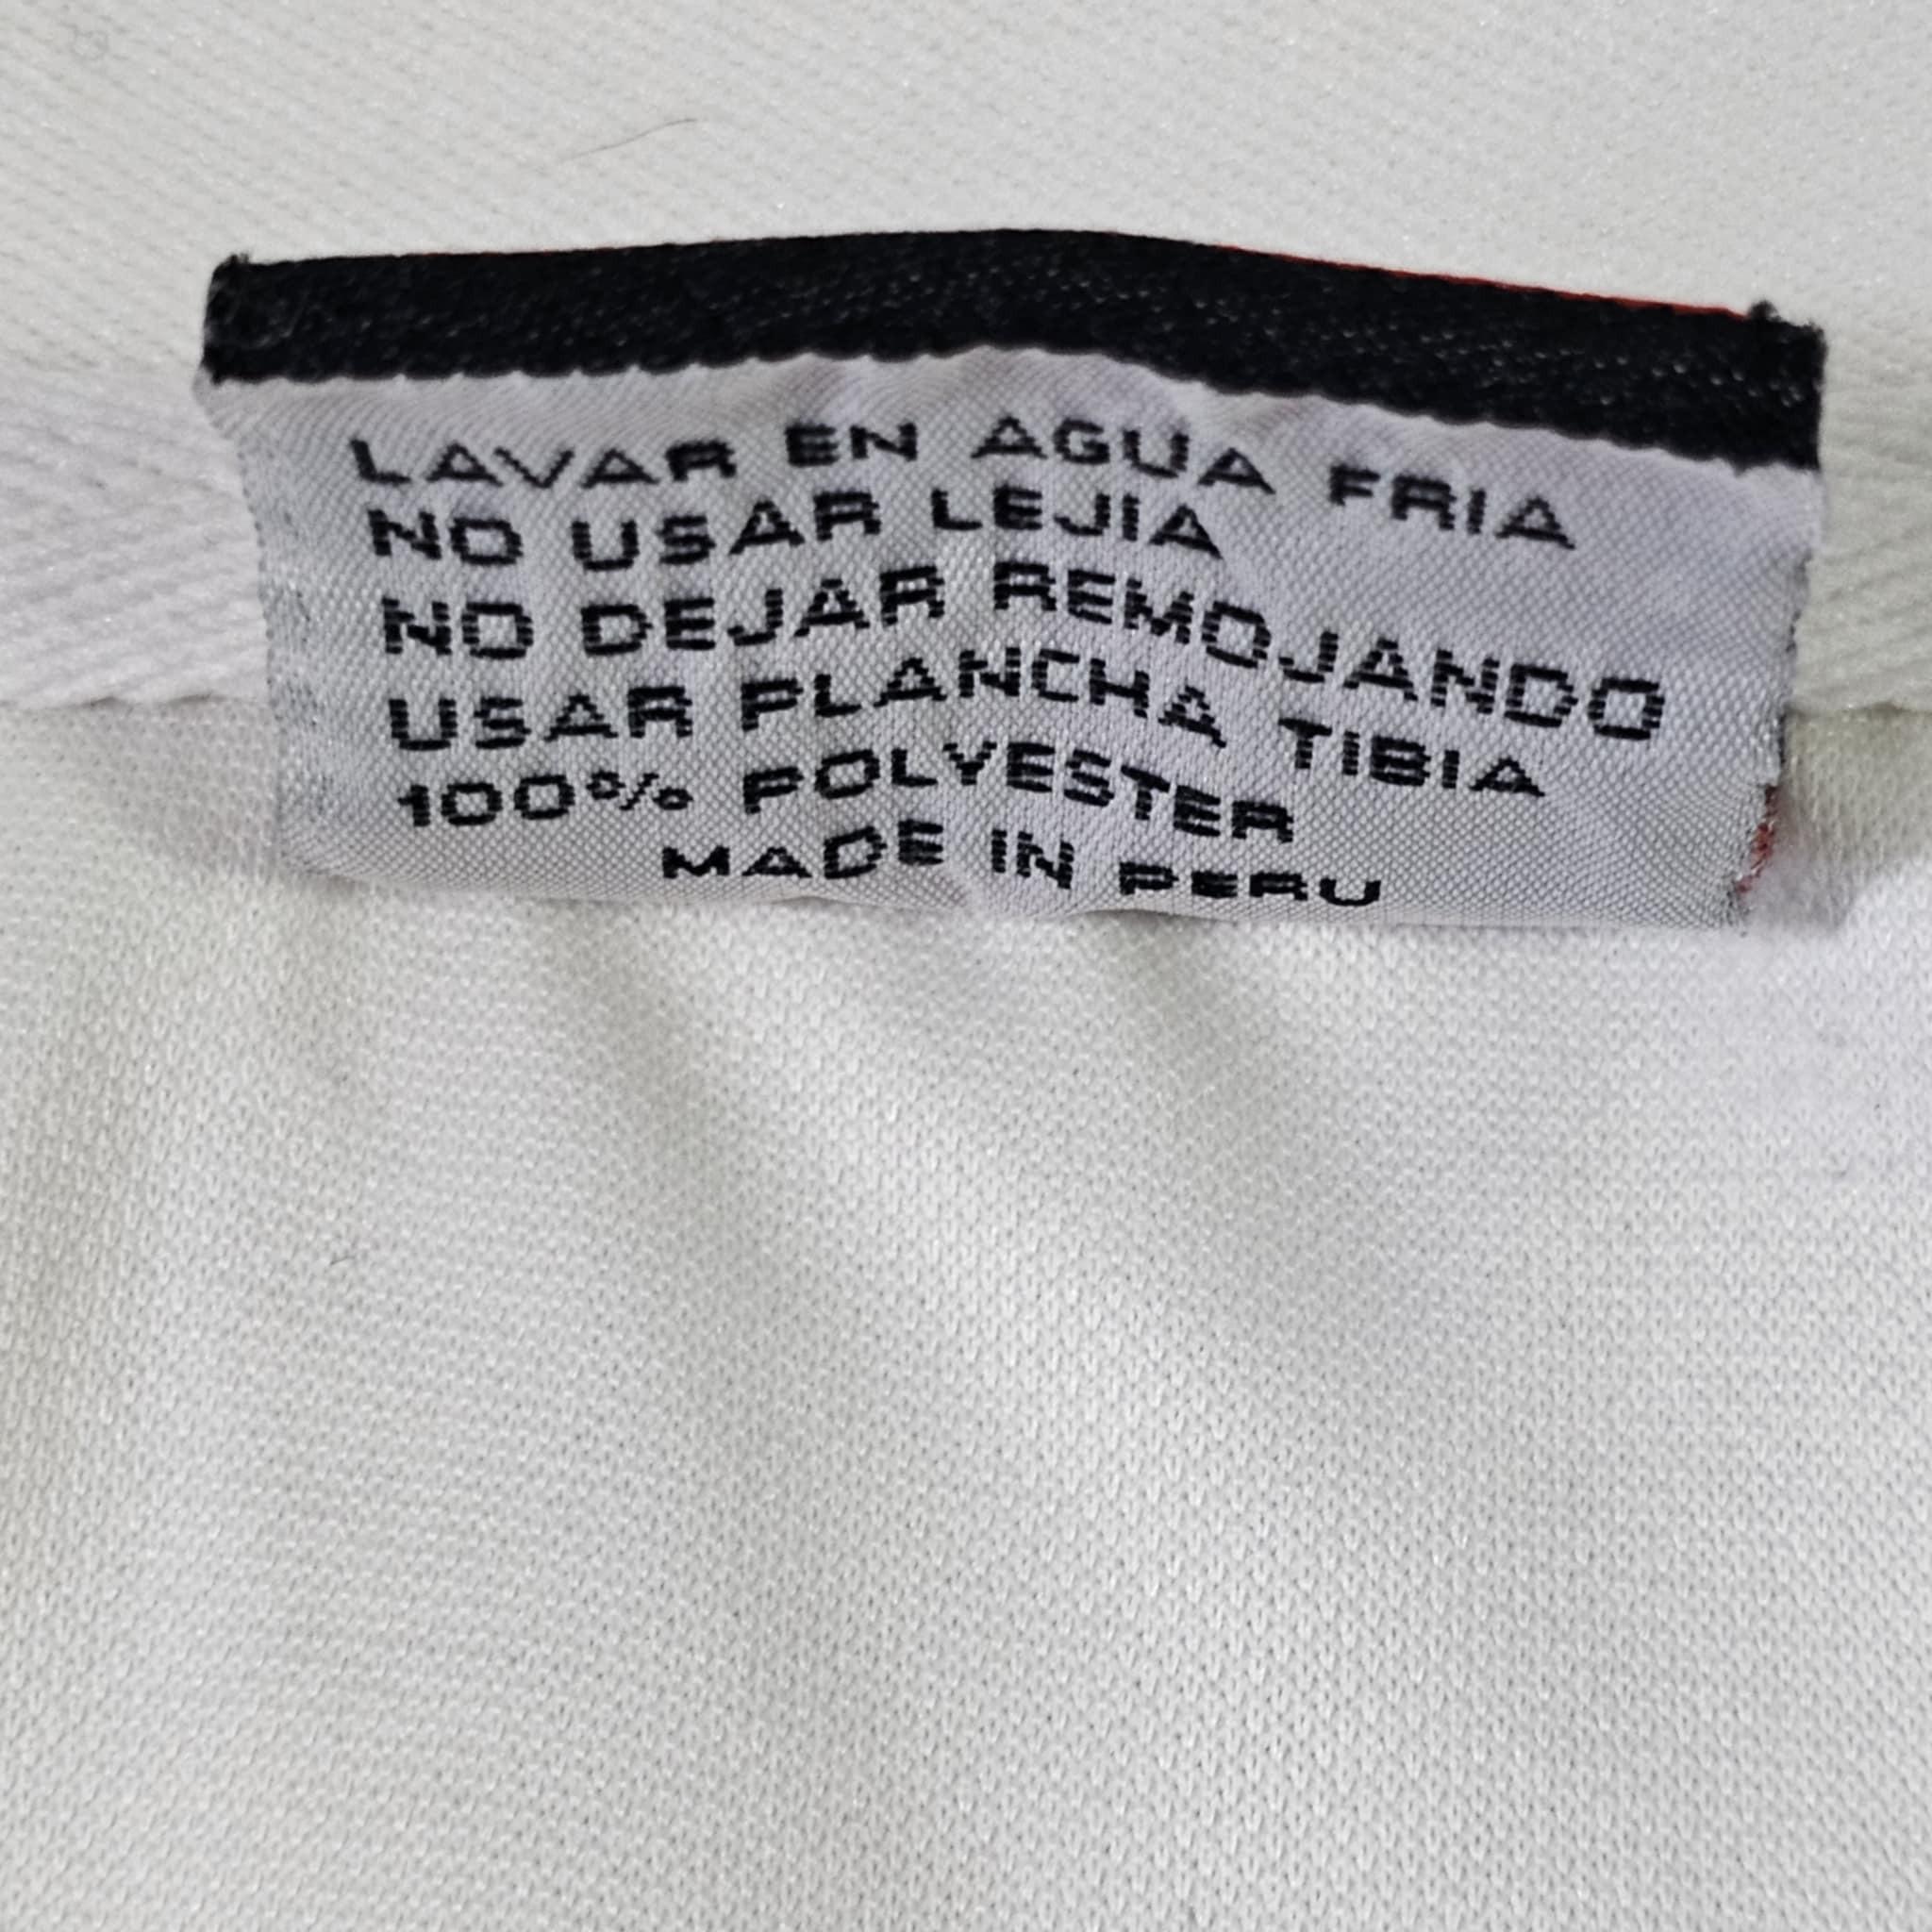 LAVAR EN AGUA FRIA
NO USAR LEJIA
NO DEJAR REMOJANDO
USAR PLANCHA TIBIA
100% POLYESTER
MADE IN PERU